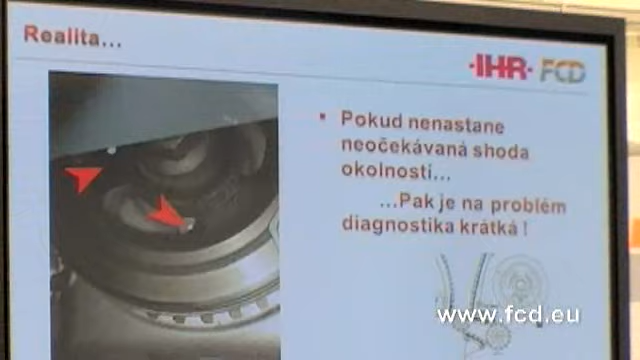 Realita...
·IHR· FCD
Pokud nenastane
neočekávaná shoda
okolností...
...Pak je na problém
diagnostika krátká !
www.fcd.eu